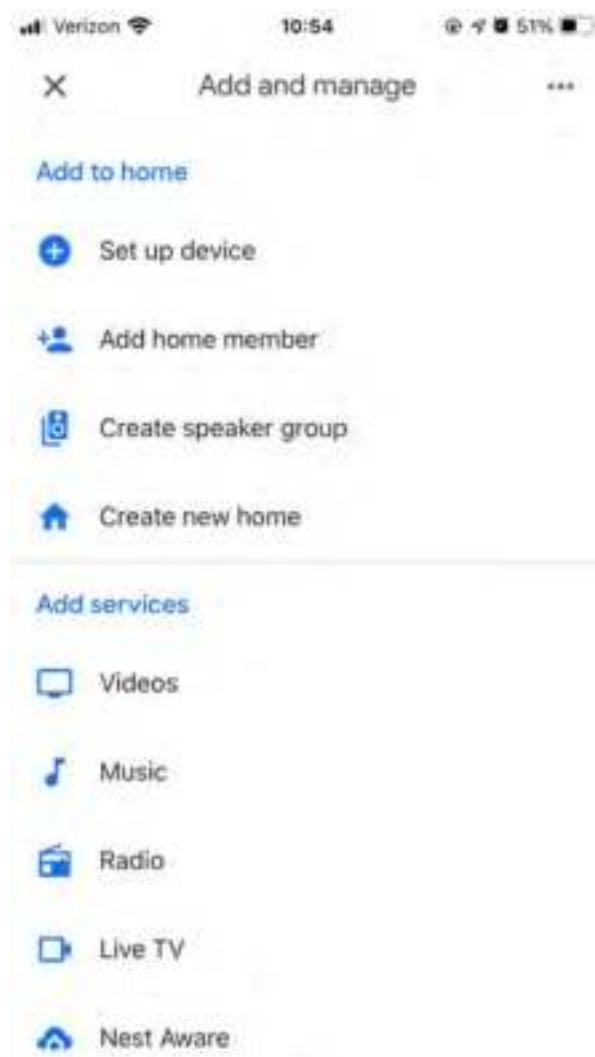 Verizon 10:54 51%
Add and manage
Add to home
Set up device
Add home member
Create speaker group
Create new home
Add services
Videos
Music
Radio
Live TV
Nest Aware